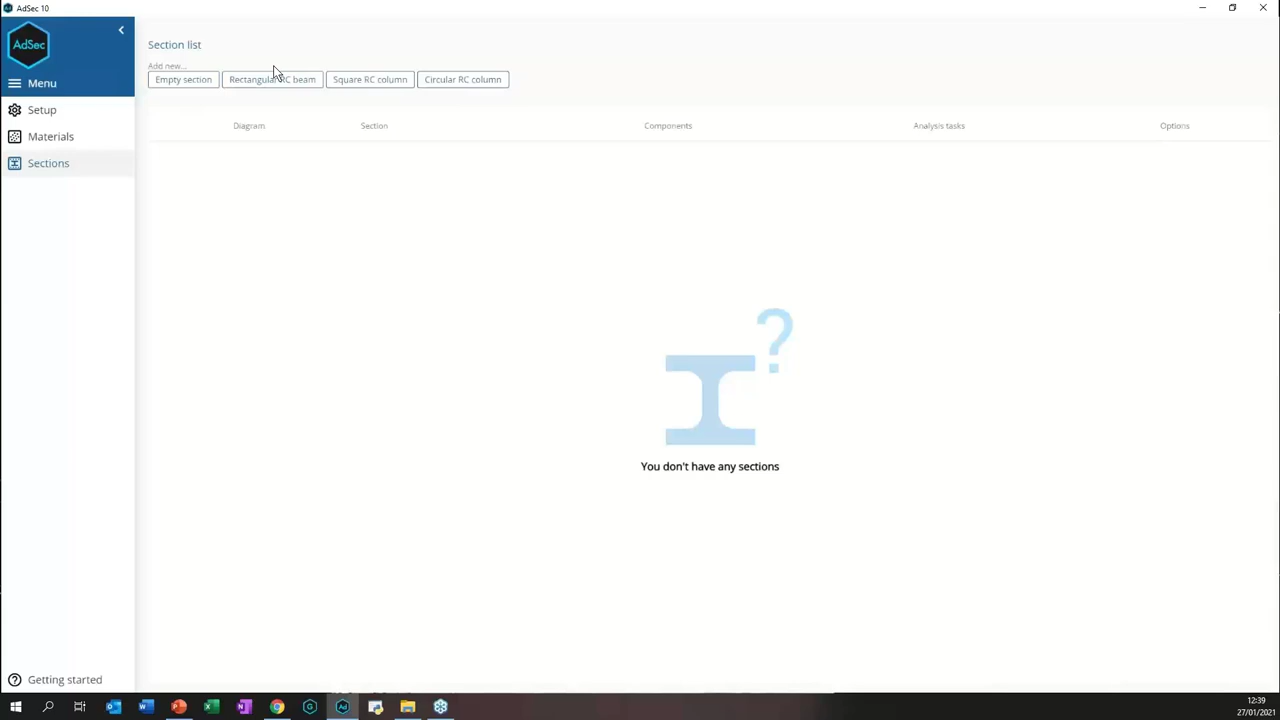 AdSec 10
AdSec
Menu
Setup
Materials
Sections
Getting started
Section list
Add new...
Empty section
Rectangular RC beam
Square RC column
Circular RC column
Diagram
Section
Components
Analysis tasks
Options
?
You don't have any sections
12:39
27/01/2021